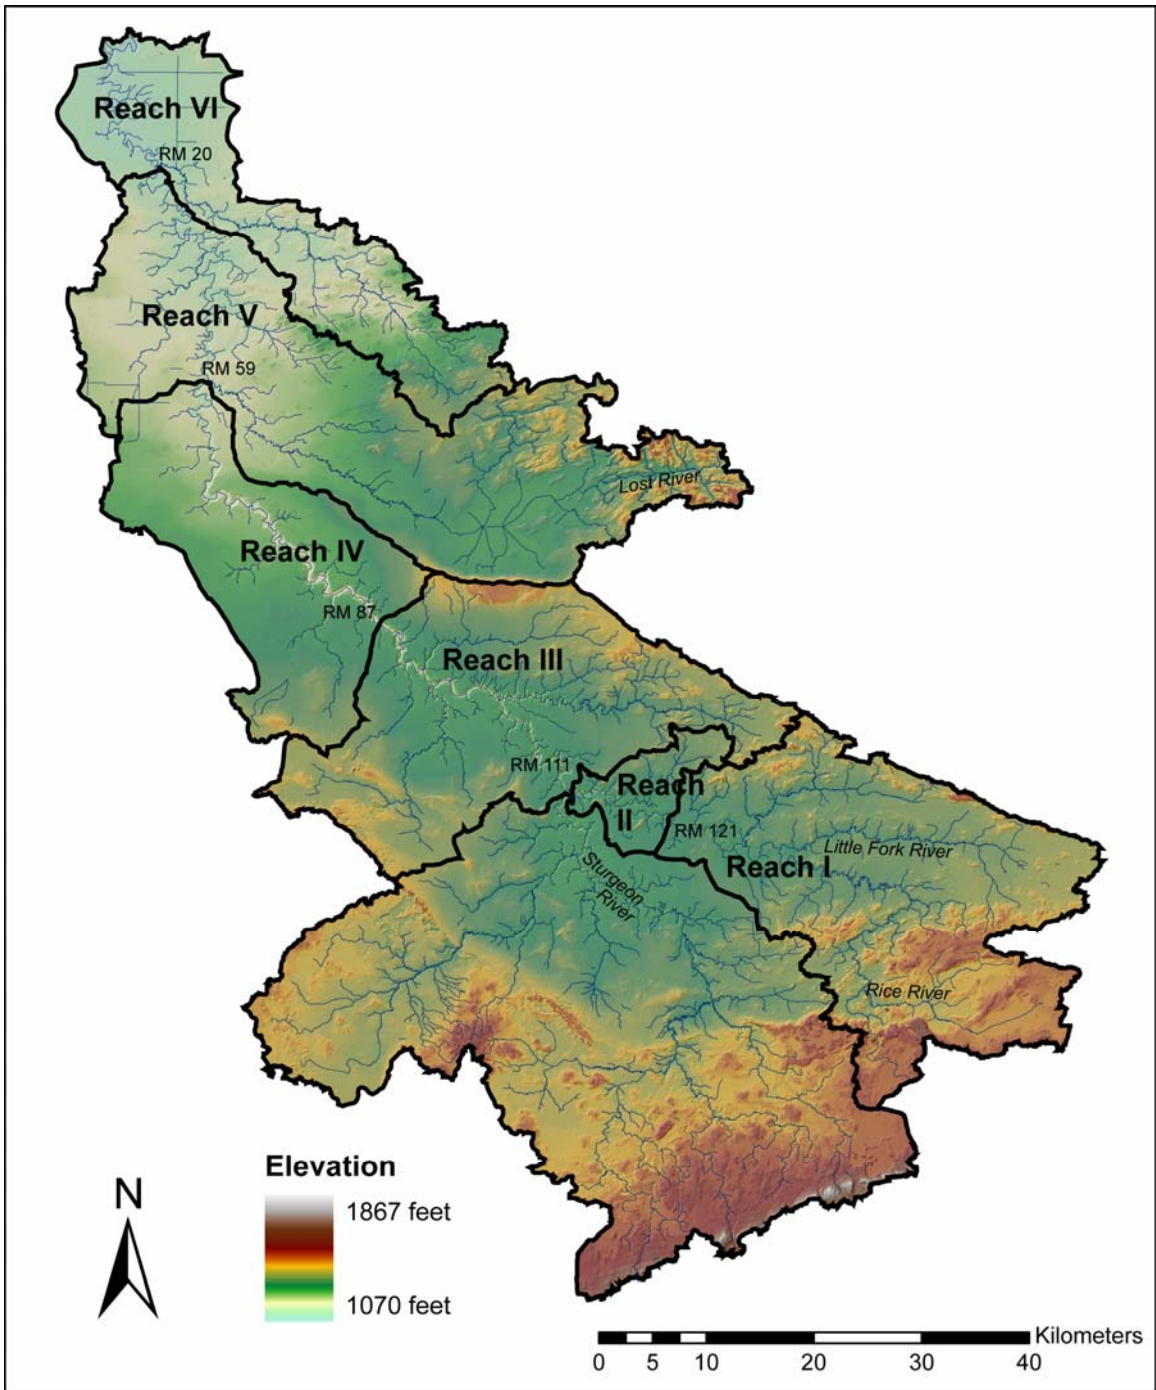 Reach VI
RM 20
Reach V
RM 59
Lost River
Reach IV
RM 87
Reach III
RM 111
Reach
II
RM 121
Little Fork River
Reach I
Sturgeon
River
Rice River
Elevation
N
1867 feet
1070 feet
Kilometers
0 5 10 20 30 40